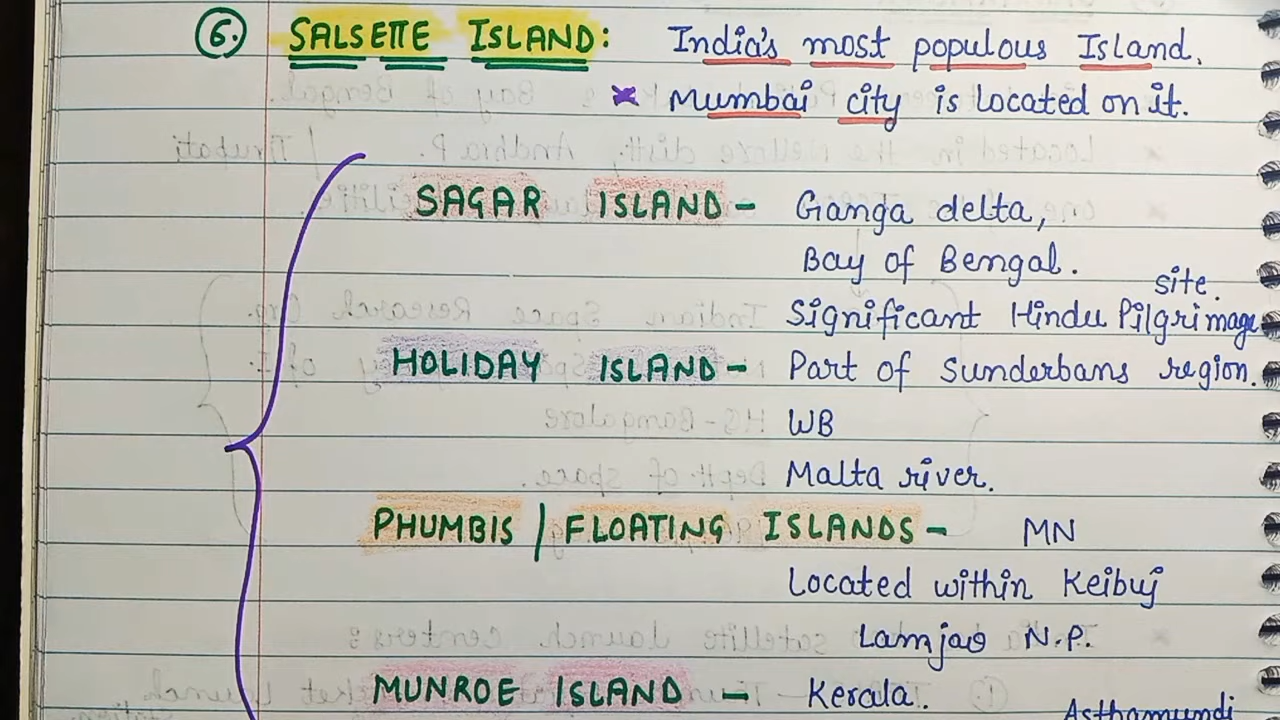 6. SALSETTE ISLAND: India's most populous Island.
Mumbai city is located on it.
SAGAR ISLAND - Ganga delta,
Bay of Bengal.
Significant Hindu Pilgrimage site.
HOLIDAY ISLAND - Part of Sunderbans region.
WB
Malta river.
PHUMBIS / FLOATING ISLANDS - MN
Located within Keibuj
Lamjao N.P.
MUNROE ISLAND - Kerala.
Asthamundi